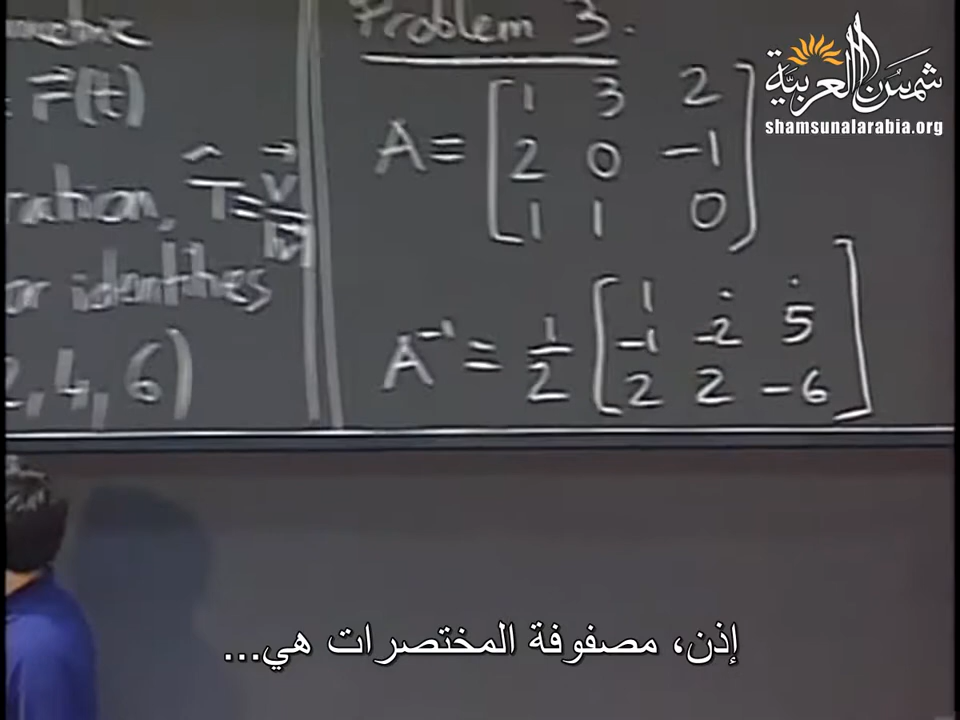 Problem 3.
A = [1 3 2
2 0 -1
1 1 0]
A⁻¹ = 1/2 [1 . .
-1 -2 5
2 2 -6]
r⃗(t)
T̂ = v⃗/|v|
or identities
2, 4, 6)
شمس العربية
shamsunalarabia.org
إذن، مصفوفة المختصرات هي...